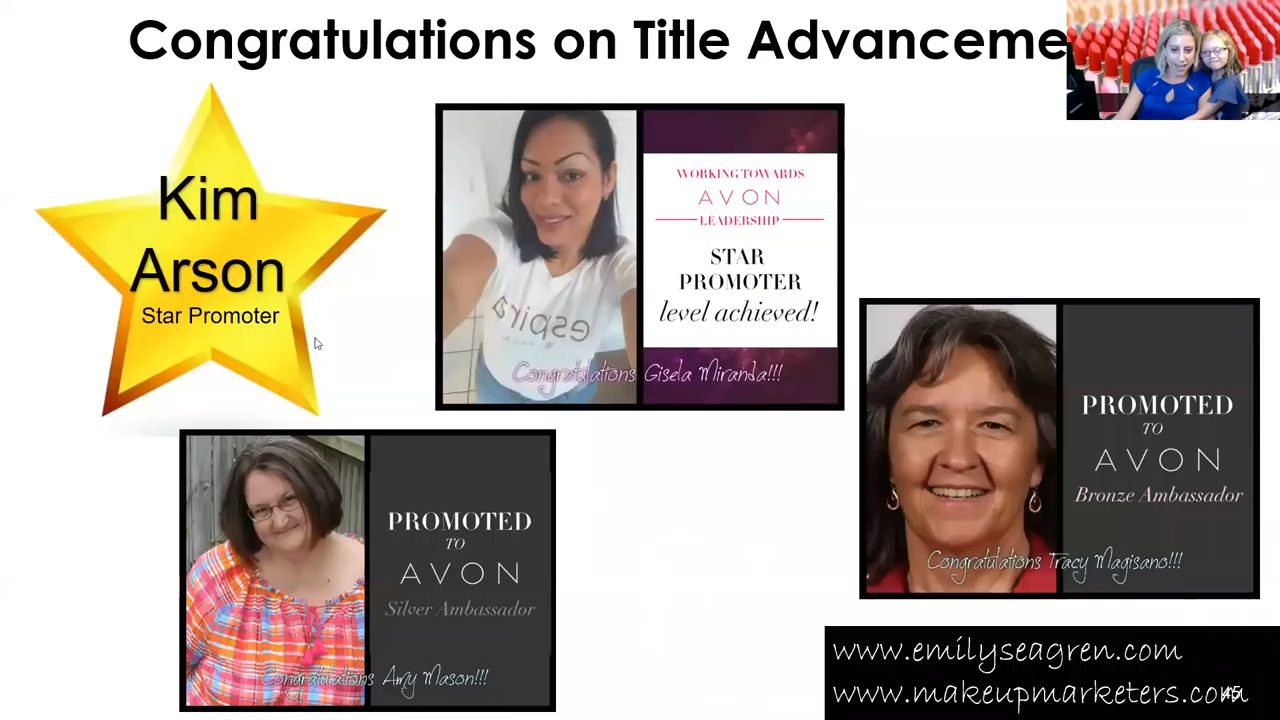 Congratulations on Title Advanceme
Kim
Arson
Star Promoter
WORKING TOWARDS
AVON
LEADERSHIP
STAR
PROMOTER
level achieved!
espira
Congratulations Gisela Miranda!!!
PROMOTED
TO
AVON
Bronze Ambassador
Congratulations Tracy Magisano!!!
PROMOTED
TO
AVON
Silver Ambassador
Congratulations Amy Mason!!!
www.emilyseagren.com
www.makeupmarketers.com
45